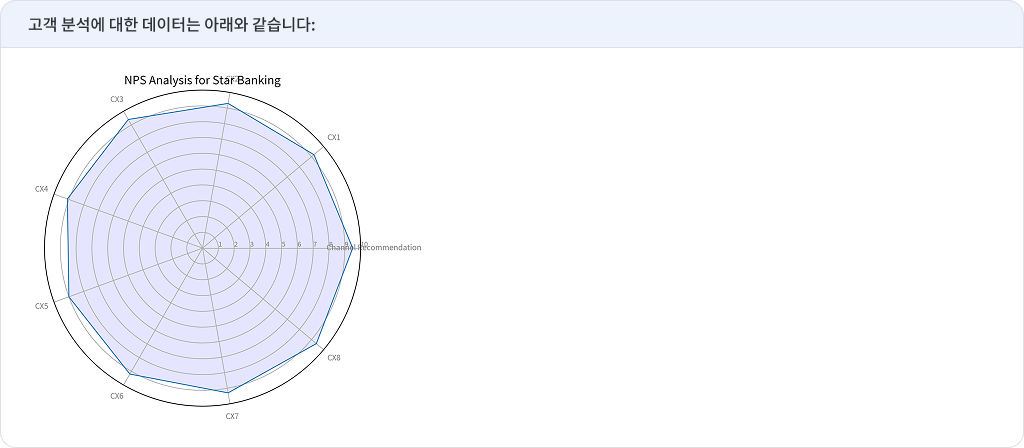 고객 분석에 대한 데이터는 아래와 같습니다:
NPS Analysis for Star Banking
CX3
CX1
CX4
1 2 3 4 5 6 7 8 9 10
Channel Recommendation
CX5
CX8
CX6
CX7